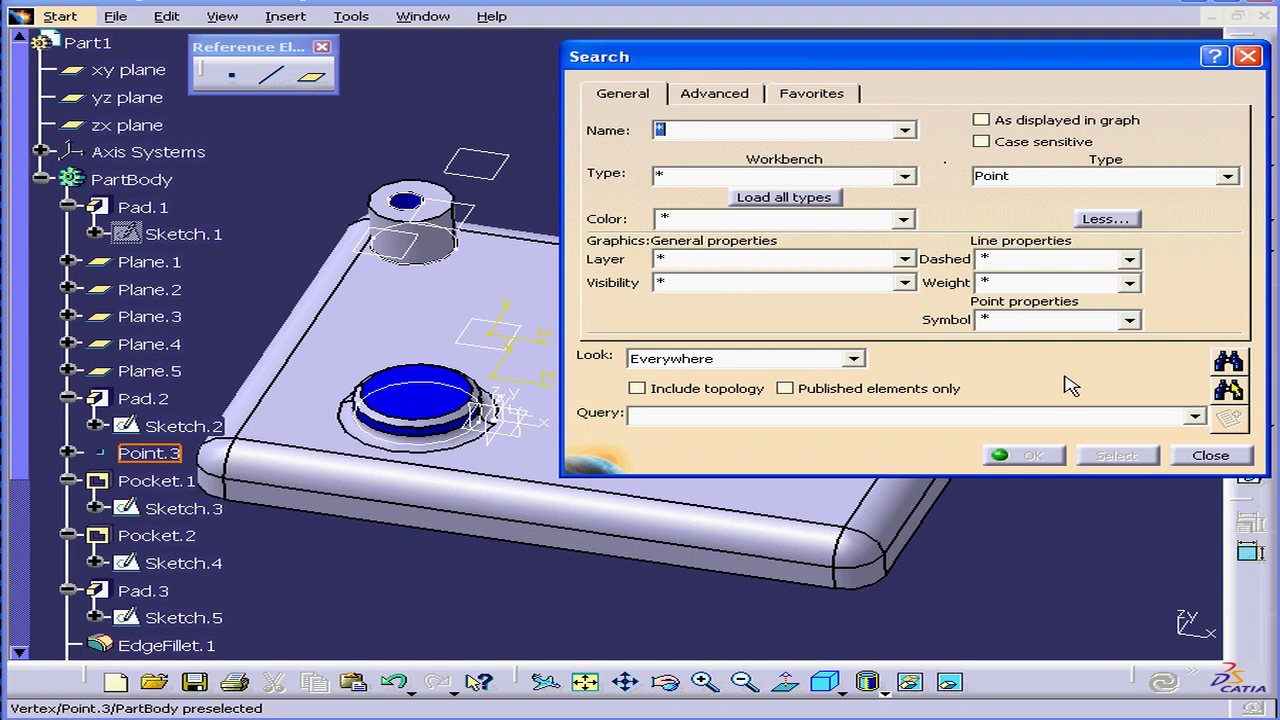 Start File Edit View Insert Tools Window Help
Part1
xy plane
yz plane
zx plane
Axis Systems
PartBody
Pad.1
Sketch.1
Plane.1
Plane.2
Plane.3
Plane.4
Plane.5
Pad.2
Sketch.2
Point.3
Pocket.1
Sketch.3
Pocket.2
Sketch.4
Pad.3
Sketch.5
EdgeFillet.1
Reference El...
y
H
H
x
Search
General Advanced Favorites
Name: *
As displayed in graph
Case sensitive
Workbench Type
Type: * Point
Load all types
Color: * Less...
Graphics: General properties Line properties
Layer * Dashed *
Visibility * Weight *
Point properties
Symbol *
Look: Everywhere
Include topology Published elements only
Query:
OK Select Close
Z Y
x
CATIA
Vertex/Point.3/PartBody preselected